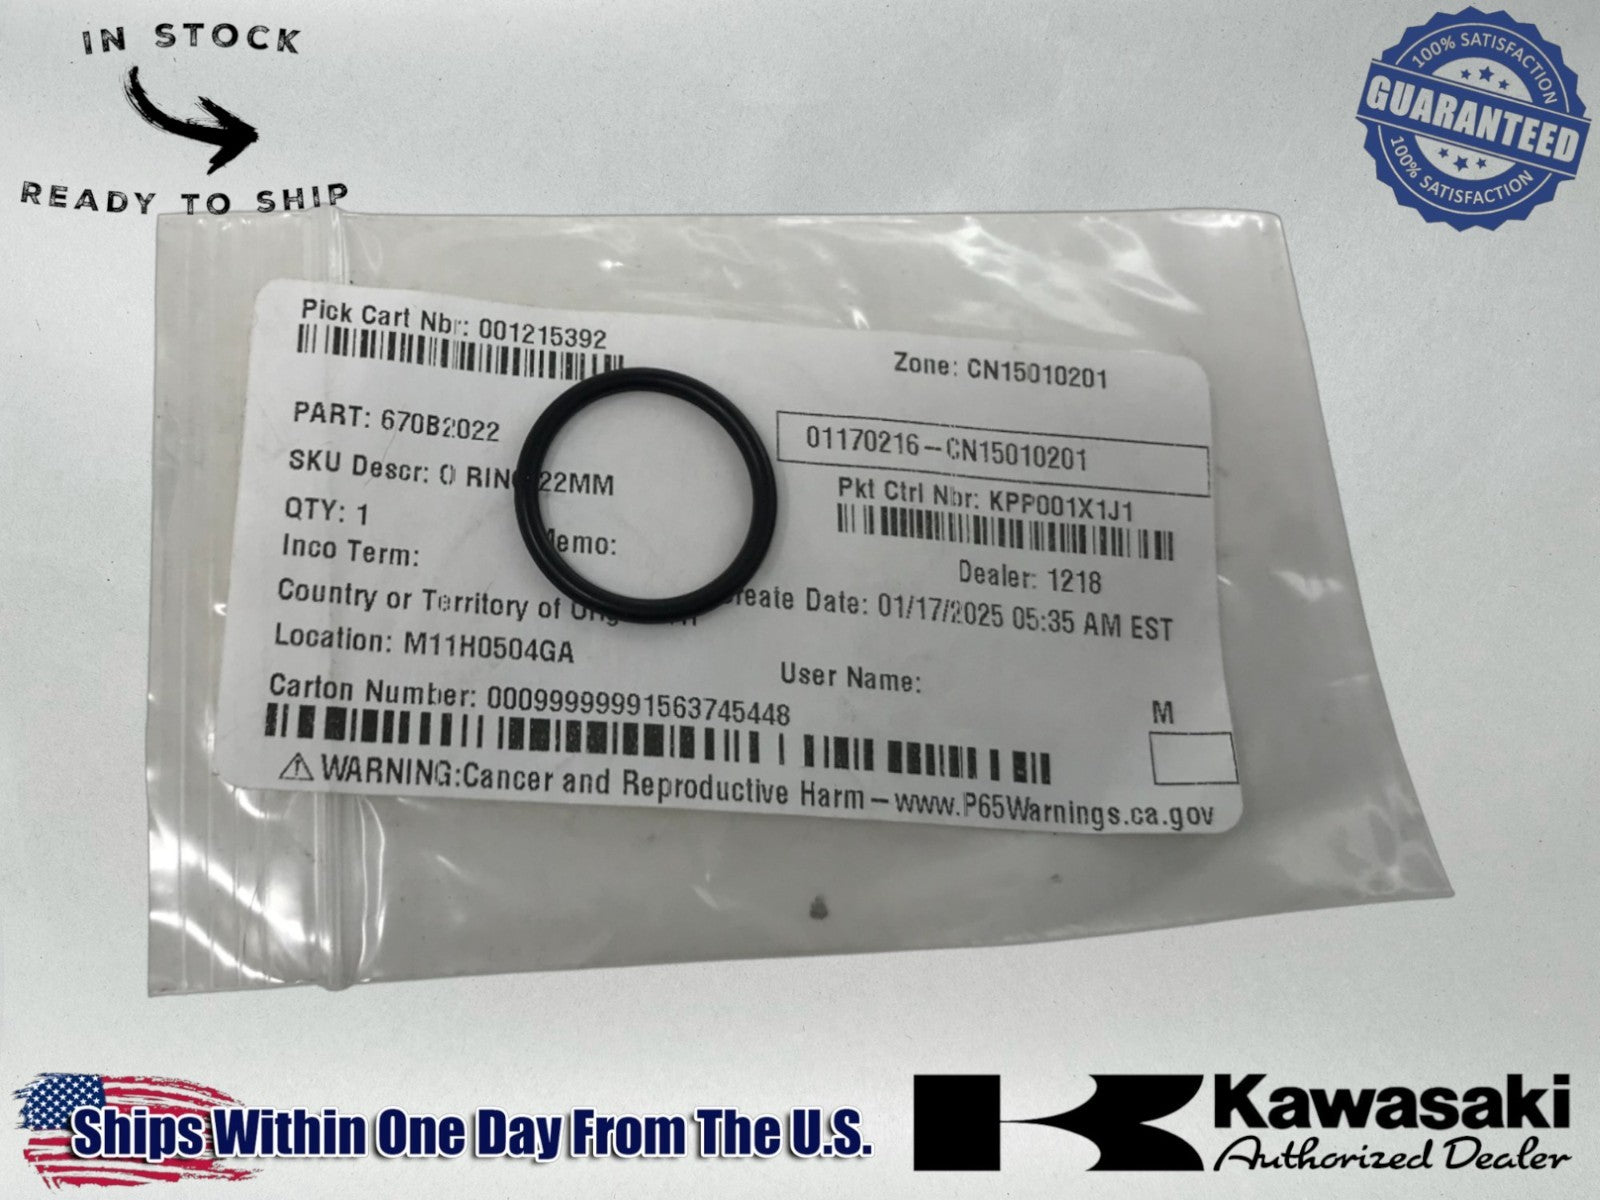 IN STOCK
READY TO SHIP
100% SATISFACTION
GUARANTEED
100% SATISFACTION
Pick Cart Nbr: 001215392
Zone: CN15010201
PART: 670B2022
01170216-CN15010201
SKU Descr: O RING 22MM
Pkt Ctrl Nbr: KPP001X1J1
QTY: 1
Inco Term:
Memo:
Dealer: 1218
Country or Territory of
Create Date: 01/17/2025 05:35 AM EST
Location: M11H0504GA
User Name:
Carton Number: 00099999991563745448
M
⚠ WARNING:Cancer and Reproductive Harm-www.P65Warnings.ca.gov
Ships Within One Day From The U.S.
Kawasaki
Authorized Dealer